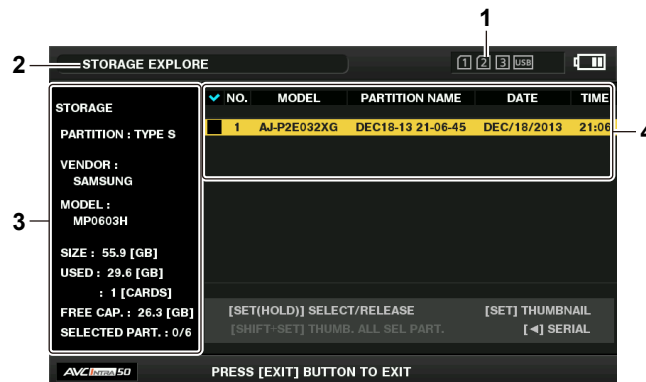 1
2
STORAGE EXPLORE
1 2 3 USB
STORAGE
PARTITION : TYPE S
VENDOR :
SAMSUNG
MODEL :
MP0603H
SIZE : 55.9 [GB]
USED : 29.6 [GB]
: 1 [CARDS]
FREE CAP. : 26.3 [GB]
SELECTED PART. : 0/6
3
NO. MODEL PARTITION NAME DATE TIME
1 AJ-P2E032XG DEC18-13 21-06-45 DEC/18/2013 21:06
4
[SET(HOLD)] SELECT/RELEASE [SET] THUMBNAIL
[SHIFT+SET] THUMB. ALL SEL PART. [◄] SERIAL
AVC INTRA 50 PRESS [EXIT] BUTTON TO EXIT